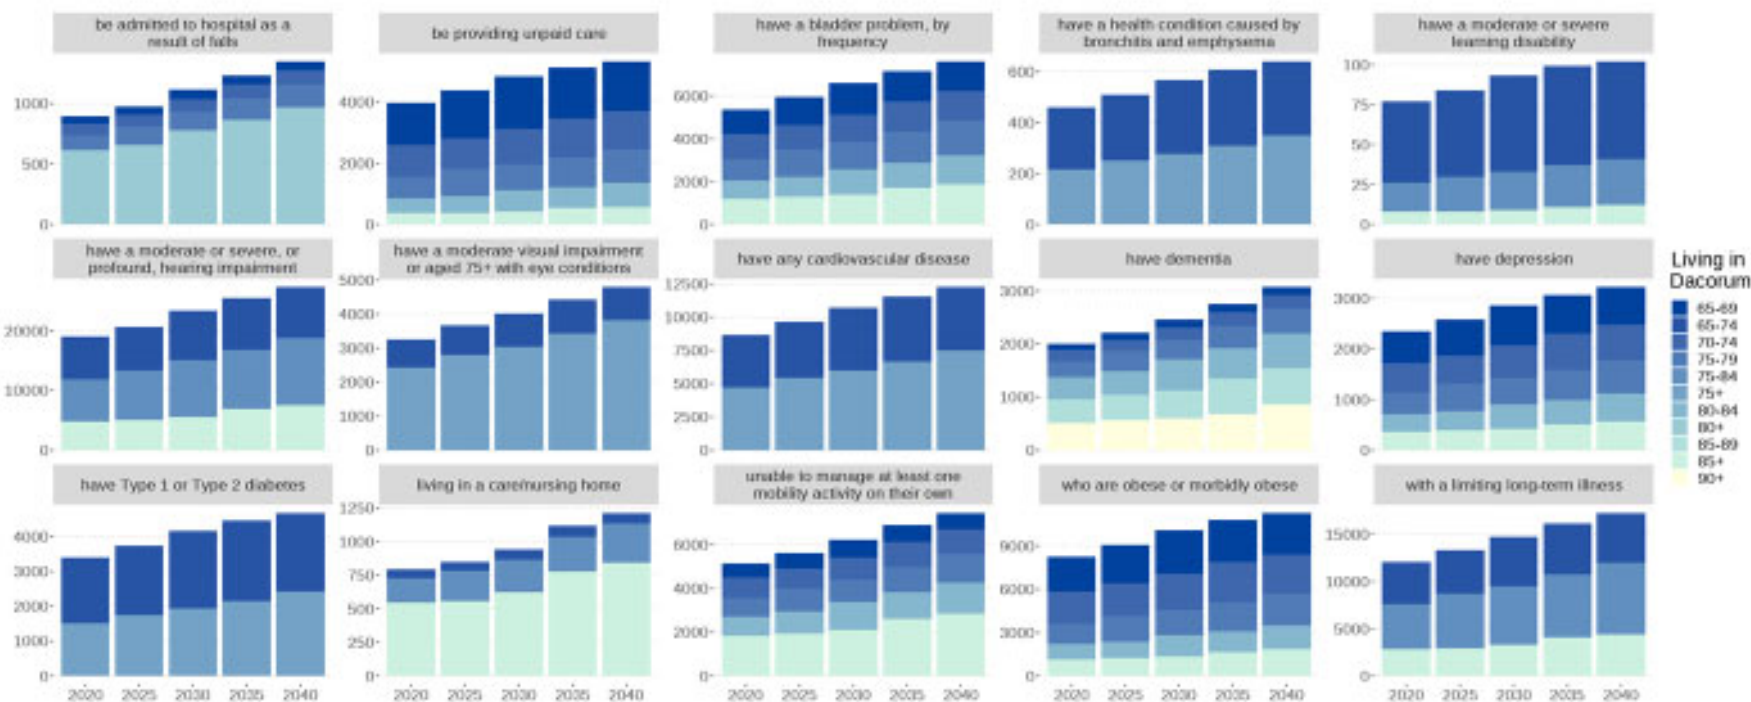 be admitted to hospital as a
result of falls
be providing unpaid care
have a bladder problem, by
frequency
have a health condition caused by
bronchitis and emphysema
have a moderate or severe
learning disability
1000
500
0
4000
2000
0
6000
4000
2000
0
600
400
200
0
100
75
50
25
0
have a moderate or severe, or
profound, hearing impairment
have a moderate visual impairment
or aged 75+ with eye conditions
have any cardiovascular disease
have dementia
have depression
20000
10000
0
5000
4000
3000
2000
1000
0
12500
10000
7500
5000
2500
0
3000
2000
1000
0
3000
2000
1000
0
Living in
Dacorum
65-69
65-74
70-74
75-79
75-84
75+
80-84
80+
85-89
85+
90+
have Type 1 or Type 2 diabetes
living in a care/nursing home
unable to manage at least one
mobility activity on their own
who are obese or morbidly obese
with a limiting long-term illness
4000
3000
2000
1000
0
1250
1000
750
500
250
0
6000
4000
2000
0
9000
6000
3000
0
15000
10000
5000
0
2020 2025 2030 2035 2040
2020 2025 2030 2035 2040
2020 2025 2030 2035 2040
2020 2025 2030 2035 2040
2020 2025 2030 2035 2040